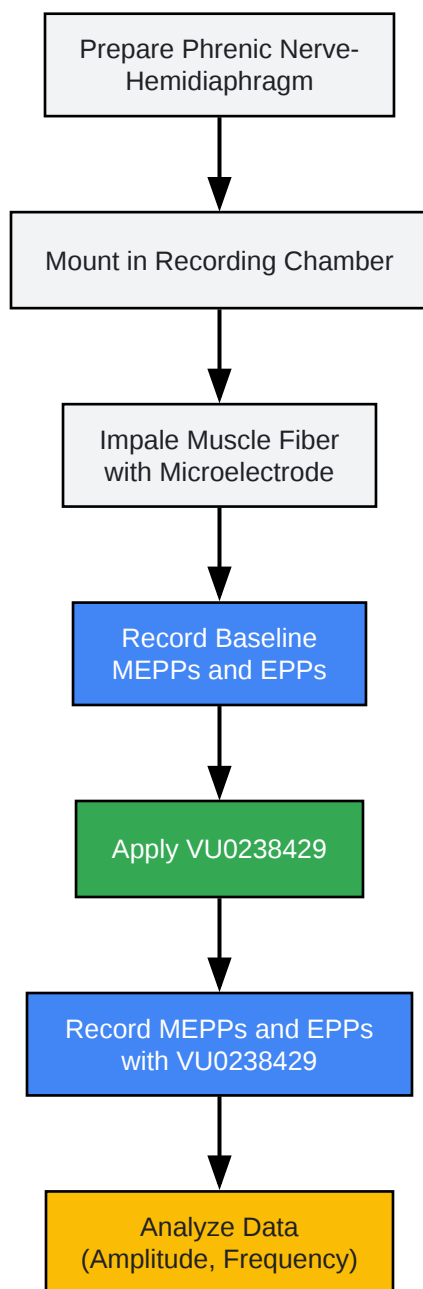 Prepare Phrenic Nerve-
Hemidiaphragm
Mount in Recording Chamber
Impale Muscle Fiber
with Microelectrode
Record Baseline
MEPPs and EPPs
Apply VU0238429
Record MEPPs and EPPs
with VU0238429
Analyze Data
(Amplitude, Frequency)